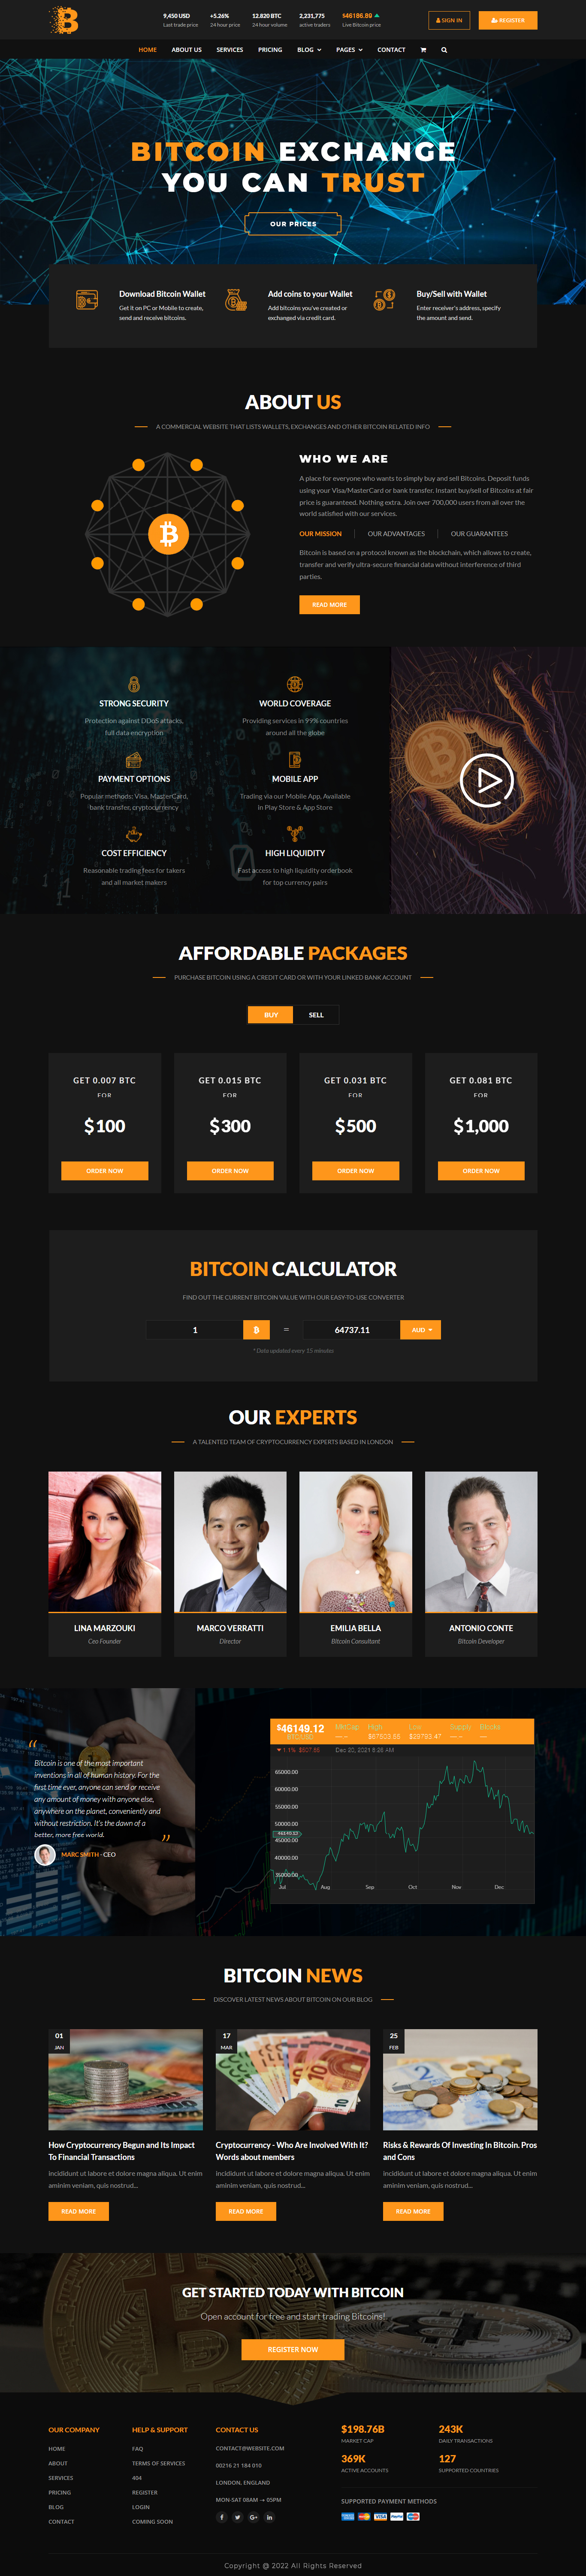 9,450 USD
Last trade price
+5.26%
24 hour price
12.820 BTC
24 hour volume
2,231,775
active traders
$46186.89
Live Bitcoin price
SIGN IN
REGISTER
HOME
ABOUT US
SERVICES
PRICING
BLOG
PAGES
CONTACT
BITCOIN EXCHANGE
YOU CAN TRUST
OUR PRICES
Download Bitcoin Wallet
Get it on PC or Mobile to create,
send and receive bitcoins.
Add coins to your Wallet
Add bitcoins you've created or
exchanged via credit card.
Buy/Sell with Wallet
Enter receiver's address, specify
the amount and send.
ABOUT US
A COMMERCIAL WEBSITE THAT LISTS WALLETS, EXCHANGES AND OTHER BITCOIN RELATED INFO
WHO WE ARE
A place for everyone who wants to simply buy and sell Bitcoins. Deposit funds
using your Visa/MasterCard or bank transfer. Instant buy/sell of Bitcoins at fair
price is guaranteed. Nothing extra. Join over 700,000 users from all over the
world satisfied with our services.
OUR MISSION
OUR ADVANTAGES
OUR GUARANTEES
Bitcoin is based on a protocol known as the blockchain, which allows to create,
transfer and verify ultra-secure financial data without interference of third
parties.
READ MORE
STRONG SECURITY
Protection against DDoS attacks,
full data encryption
WORLD COVERAGE
Providing services in 99% countries
around all the globe
PAYMENT OPTIONS
Popular methods: Visa, MasterCard,
bank transfer, cryptocurrency
MOBILE APP
Trading via our Mobile App, Available
in Play Store & App Store
COST EFFICIENCY
Reasonable trading fees for takers
and all market makers
HIGH LIQUIDITY
Fast access to high liquidity orderbook
for top currency pairs
AFFORDABLE PACKAGES
PURCHASE BITCOIN USING A CREDIT CARD OR WITH YOUR LINKED BANK ACCOUNT
BUY
SELL
GET 0.007 BTC
FOR
$100
ORDER NOW
GET 0.015 BTC
FOR
$300
ORDER NOW
GET 0.031 BTC
FOR
$500
ORDER NOW
GET 0.081 BTC
FOR
$1,000
ORDER NOW
BITCOIN CALCULATOR
FIND OUT THE CURRENT BITCOIN VALUE WITH OUR EASY-TO-USE CONVERTER
1
=
64737.11
AUD
* Data updated every 15 minutes
OUR EXPERTS
A TALENTED TEAM OF CRYPTOCURRENCY EXPERTS BASED IN LONDON
LINA MARZOUKI
Ceo Founder
MARCO VERRATTI
Director
EMILIA BELLA
Bitcoin Consultant
ANTONIO CONTE
Bitcoin Developer
“
Bitcoin is one of the most important
inventions in all of human history. For the
first time ever, anyone can send or receive
any amount of money with anyone else,
anywhere on the planet, conveniently and
without restriction. It's the dawn of a
better, more free world.
”
MARC SMITH - CEO
$46149.12
BTC/USD
MktCap
High
$67603.56
Low
$29793.47
Supply
Blocks
1.1%
Dec 20, 2021 5:26 AM
65000.00
60000.00
55000.00
50000.00
45000.00
40000.00
35000.00
Jul
Aug
Sep
Oct
Nov
Dec
BITCOIN NEWS
DISCOVER LATEST NEWS ABOUT BITCOIN ON OUR BLOG
01
JAN
17
MAR
25
FEB
How Cryptocurrency Begun and Its Impact
To Financial Transactions
incididunt ut labore et dolore magna aliqua. Ut enim
aminim veniam, quis nostrud...
READ MORE
Cryptocurrency - Who Are Involved With It?
Words about members
incididunt ut labore et dolore magna aliqua. Ut enim
aminim veniam, quis nostrud...
READ MORE
Risks & Rewards Of Investing In Bitcoin. Pros
and Cons
incididunt ut labore et dolore magna aliqua. Ut enim
aminim veniam, quis nostrud...
READ MORE
GET STARTED TODAY WITH BITCOIN
Open account for free and start trading Bitcoins!
REGISTER NOW
OUR COMPANY
HOME
ABOUT
SERVICES
PRICING
BLOG
CONTACT
HELP & SUPPORT
FAQ
TERMS OF SERVICES
404
REGISTER
LOGIN
COMING SOON
CONTACT US
CONTACT@WEBSITE.COM
00216 21 184 010
LONDON, ENGLAND
MON-SAT 08AM ⇾ 05PM
$198.76B
MARKET CAP
243K
DAILY TRANSACTIONS
369K
ACTIVE ACCOUNTS
127
SUPPORTED COUNTRIES
SUPPORTED PAYMENT METHODS
VISA
PayPal
Copyright @ 2022 All Rights Reserved